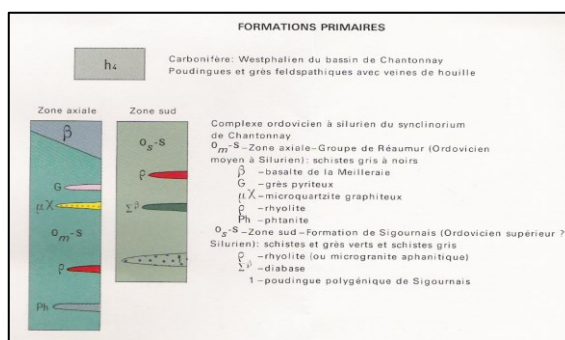 FORMATIONS PRIMAIRES
h₄
Carbonifère: Westphalien du bassin de Chantonnay
Poudingues et grès feldspathiques avec veines de houille
Zone axiale
Zone sud
β
G
μχ
Oₘ-S
ρ
Ph
Oₛ-S
ρ
Σᵝ
Complexe ordovicien à silurien du synclinorium
de Chantonnay
Oₘ-S-Zone axiale-Groupe de Réaumur (Ordovicien
moyen à Silurien): schistes gris à noirs
β -basalte de la Meilleraie
G -grès pyriteux
μχ -microquartzite graphiteux
ρ -rhyolite
Ph -phtanite
Oₛ-S-Zone sud-Formation de Sigournais (Ordovicien supérieur ?
Silurien): schistes et grès verts et schistes gris
ρ -rhyolite (ou microgranite aphanitique)
Σᵝ -diabase
1 -poudingue polygénique de Sigournais